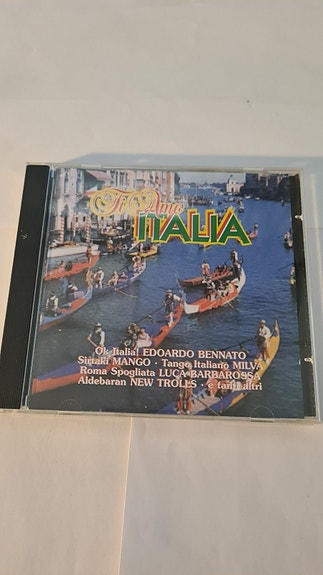 Ti Amo
ITALIA
Ok Italia! EDOARDO BENNATO
Sirtaki MANGO · Tango Italiano MILVA
Roma Spogliata LUCA BARBAROSSA
Aldebaran NEW TROLLS · e tanti altri